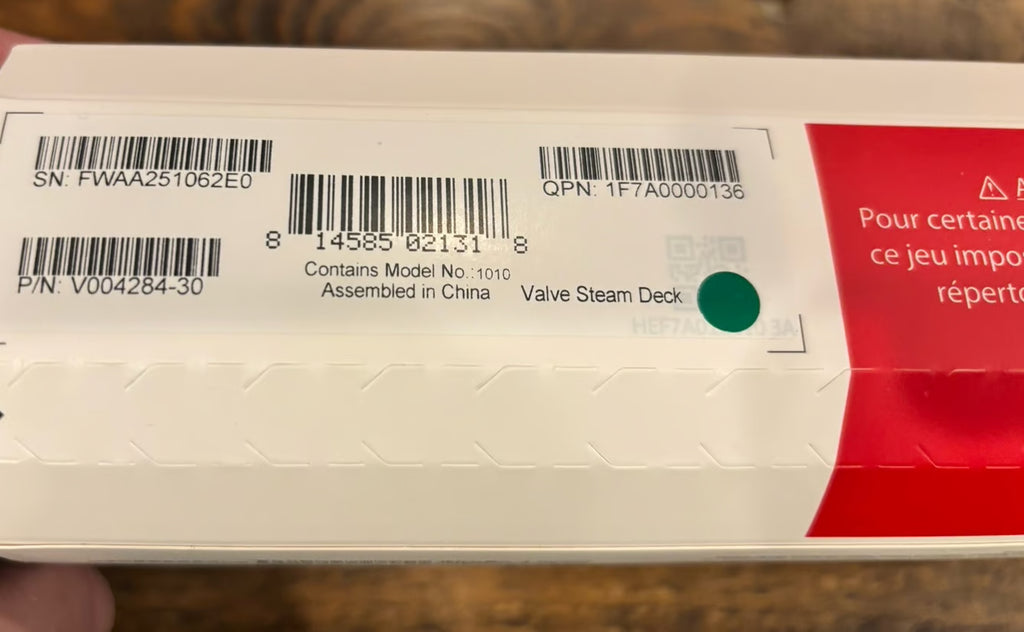 SN: FWAA251062E0
QPN: 1F7A0000136
8 14585 02131 8
P/N: V004284-30
Contains Model No.:1010
Assembled in China
Valve Steam Deck
Pour certaine
ce jeu impo
réperto